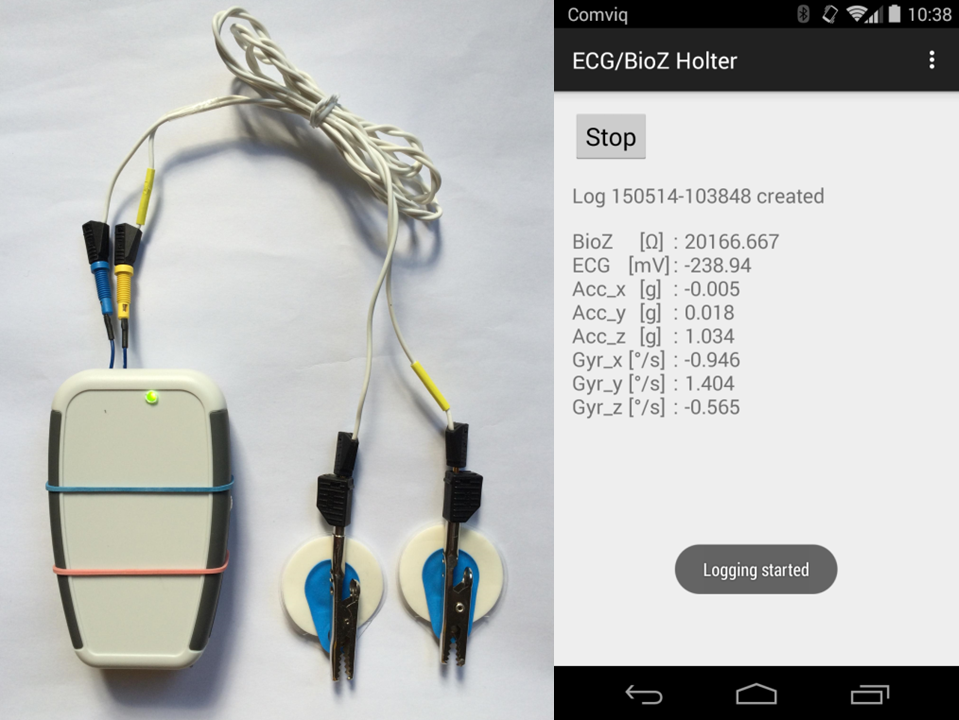 Comviq 10:38
ECG/BioZ Holter
Stop
Log 150514-103848 created
BioZ [Ω] : 20166.667
ECG [mV] : -238.94
Acc_x [g] : -0.005
Acc_y [g] : 0.018
Acc_z [g] : 1.034
Gyr_x [°/s] : -0.946
Gyr_y [°/s] : 1.404
Gyr_z [°/s] : -0.565
Logging started